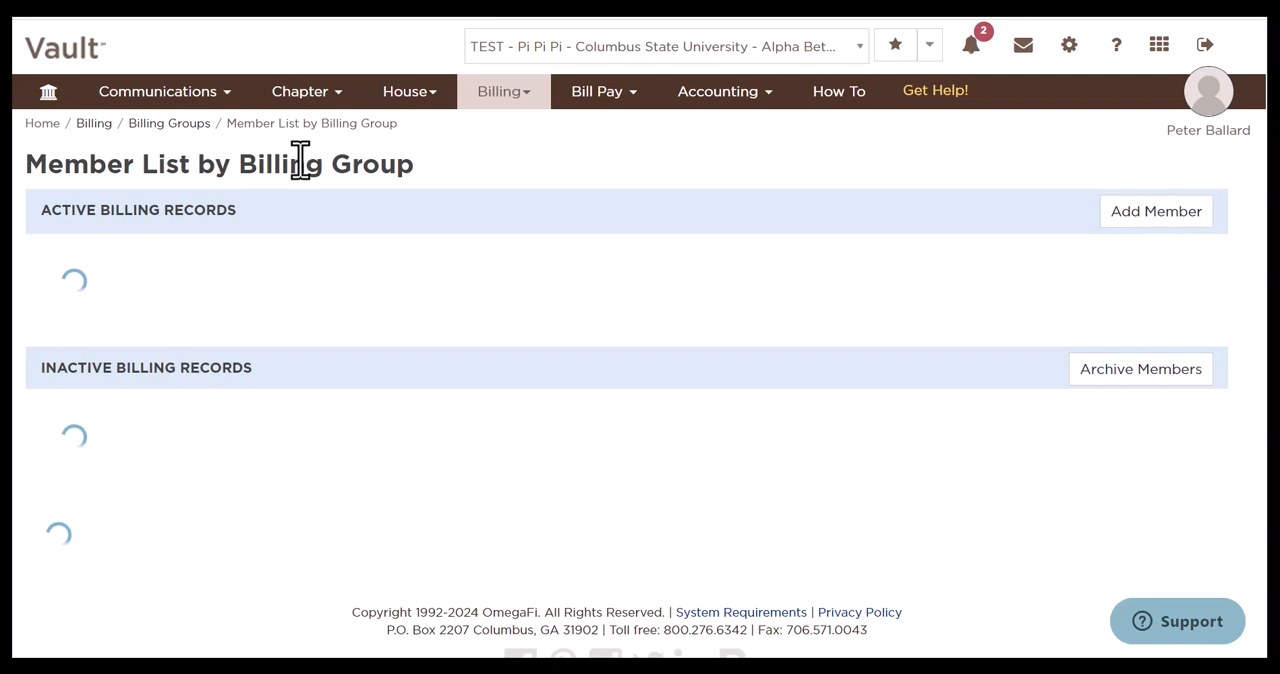 Vault
TEST - Pi Pi Pi - Columbus State University - Alpha Bet...
2
?
Communications
Chapter
House
Billing
Bill Pay
Accounting
How To
Get Help!
Home / Billing / Billing Groups / Member List by Billing Group
Peter Ballard
Member List by Billing Group
ACTIVE BILLING RECORDS
Add Member
INACTIVE BILLING RECORDS
Archive Members
Copyright 1992-2024 OmegaFi. All Rights Reserved. | System Requirements | Privacy Policy
P.O. Box 2207 Columbus, GA 31902 | Toll free: 800.276.6342 | Fax: 706.571.0043
? Support